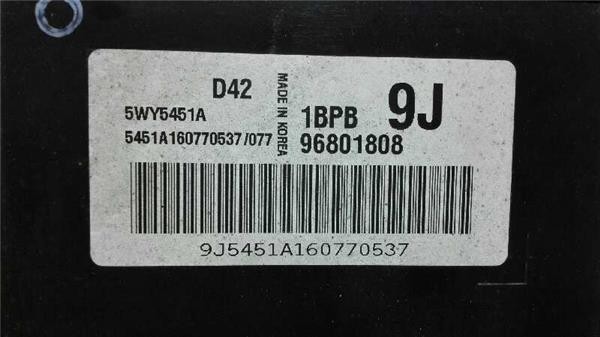 D42
5WY5451A
5451A160770537/077
MADE IN KOREA
1BPB 9J
96801808
9J5451A160770537